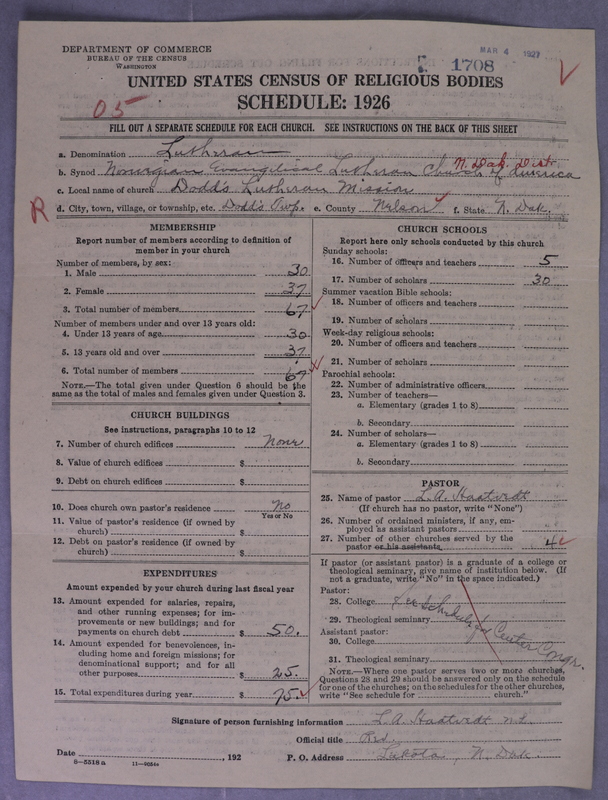 DEPARTMENT OF COMMERCE
BUREAU OF THE CENSUS
WASHINGTON
MAR 4 1927
1708
UNITED STATES CENSUS OF RELIGIOUS BODIES
05
SCHEDULE: 1926
FILL OUT A SEPARATE SCHEDULE FOR EACH CHURCH. SEE INSTRUCTIONS ON THE BACK OF THIS SHEET
a. Denomination Lutheran
b. Synod Norwegian Evangelical Lutheran Church of America N. Dak. Dist.
c. Local name of church Dodds Lutheran Mission
R d. City, town, village, or township, etc. Dodds Twp. e. County Nelson f. State N. Dak.
MEMBERSHIP
Report number of members according to definition of
member in your church
Number of members, by sex:
1. Male 30
2. Female 37
3. Total number of members 67
Number of members under and over 13 years old:
4. Under 13 years of age 30
5. 13 years old and over 37
6. Total number of members 67
NOTE.—The total given under Question 6 should be the
same as the total of males and females given under Question 3.
CHURCH BUILDINGS
See instructions, paragraphs 10 to 12
7. Number of church edifices None
8. Value of church edifices $
9. Debt on church edifices $
10. Does church own pastor's residence No
Yes or No
11. Value of pastor's residence (if owned by
church) $
12. Debt on pastor's residence (if owned by
church) $
EXPENDITURES
Amount expended by your church during last fiscal year
13. Amount expended for salaries, repairs,
and other running expenses; for im-
provements or new buildings; and for
payments on church debt $ 50.
14. Amount expended for benevolences, in-
cluding home and foreign missions; for
denominational support; and for all
other purposes $ 25.
15. Total expenditures during year $ 75.
CHURCH SCHOOLS
Report here only schools conducted by this church
Sunday schools:
16. Number of officers and teachers 5
17. Number of scholars 30
Summer vacation Bible schools:
18. Number of officers and teachers
19. Number of scholars
Week-day religious schools:
20. Number of officers and teachers
21. Number of scholars
Parochial schools:
22. Number of administrative officers
23. Number of teachers—
a. Elementary (grades 1 to 8)
b. Secondary
24. Number of scholars—
a. Elementary (grades 1 to 8)
b. Secondary
PASTOR
25. Name of pastor L. A. Hoatvedt
(If church has no pastor, write "None")
26. Number of ordained ministers, if any, em-
ployed as assistant pastors
27. Number of other churches served by the
pastor or his assistants 4
If pastor (or assistant pastor) is a graduate of a college or
theological seminary, give name of institution below. (If
not a graduate, write "No" in the space indicated.)
Pastor:
28. College See Schedule for Center Congr.
29. Theological seminary
Assistant pastor:
30. College
31. Theological seminary
NOTE.—Where one pastor serves two or more churches,
Questions 28 and 29 should be answered only on the schedule
for one of the churches; on the schedules for the other churches,
write "See schedule for church."
Signature of person furnishing information L. A. Hoatvedt
Official title Rev.
Date , 192 P. O. Address Lakota, N. Dak.
8—5518 a 11—9054